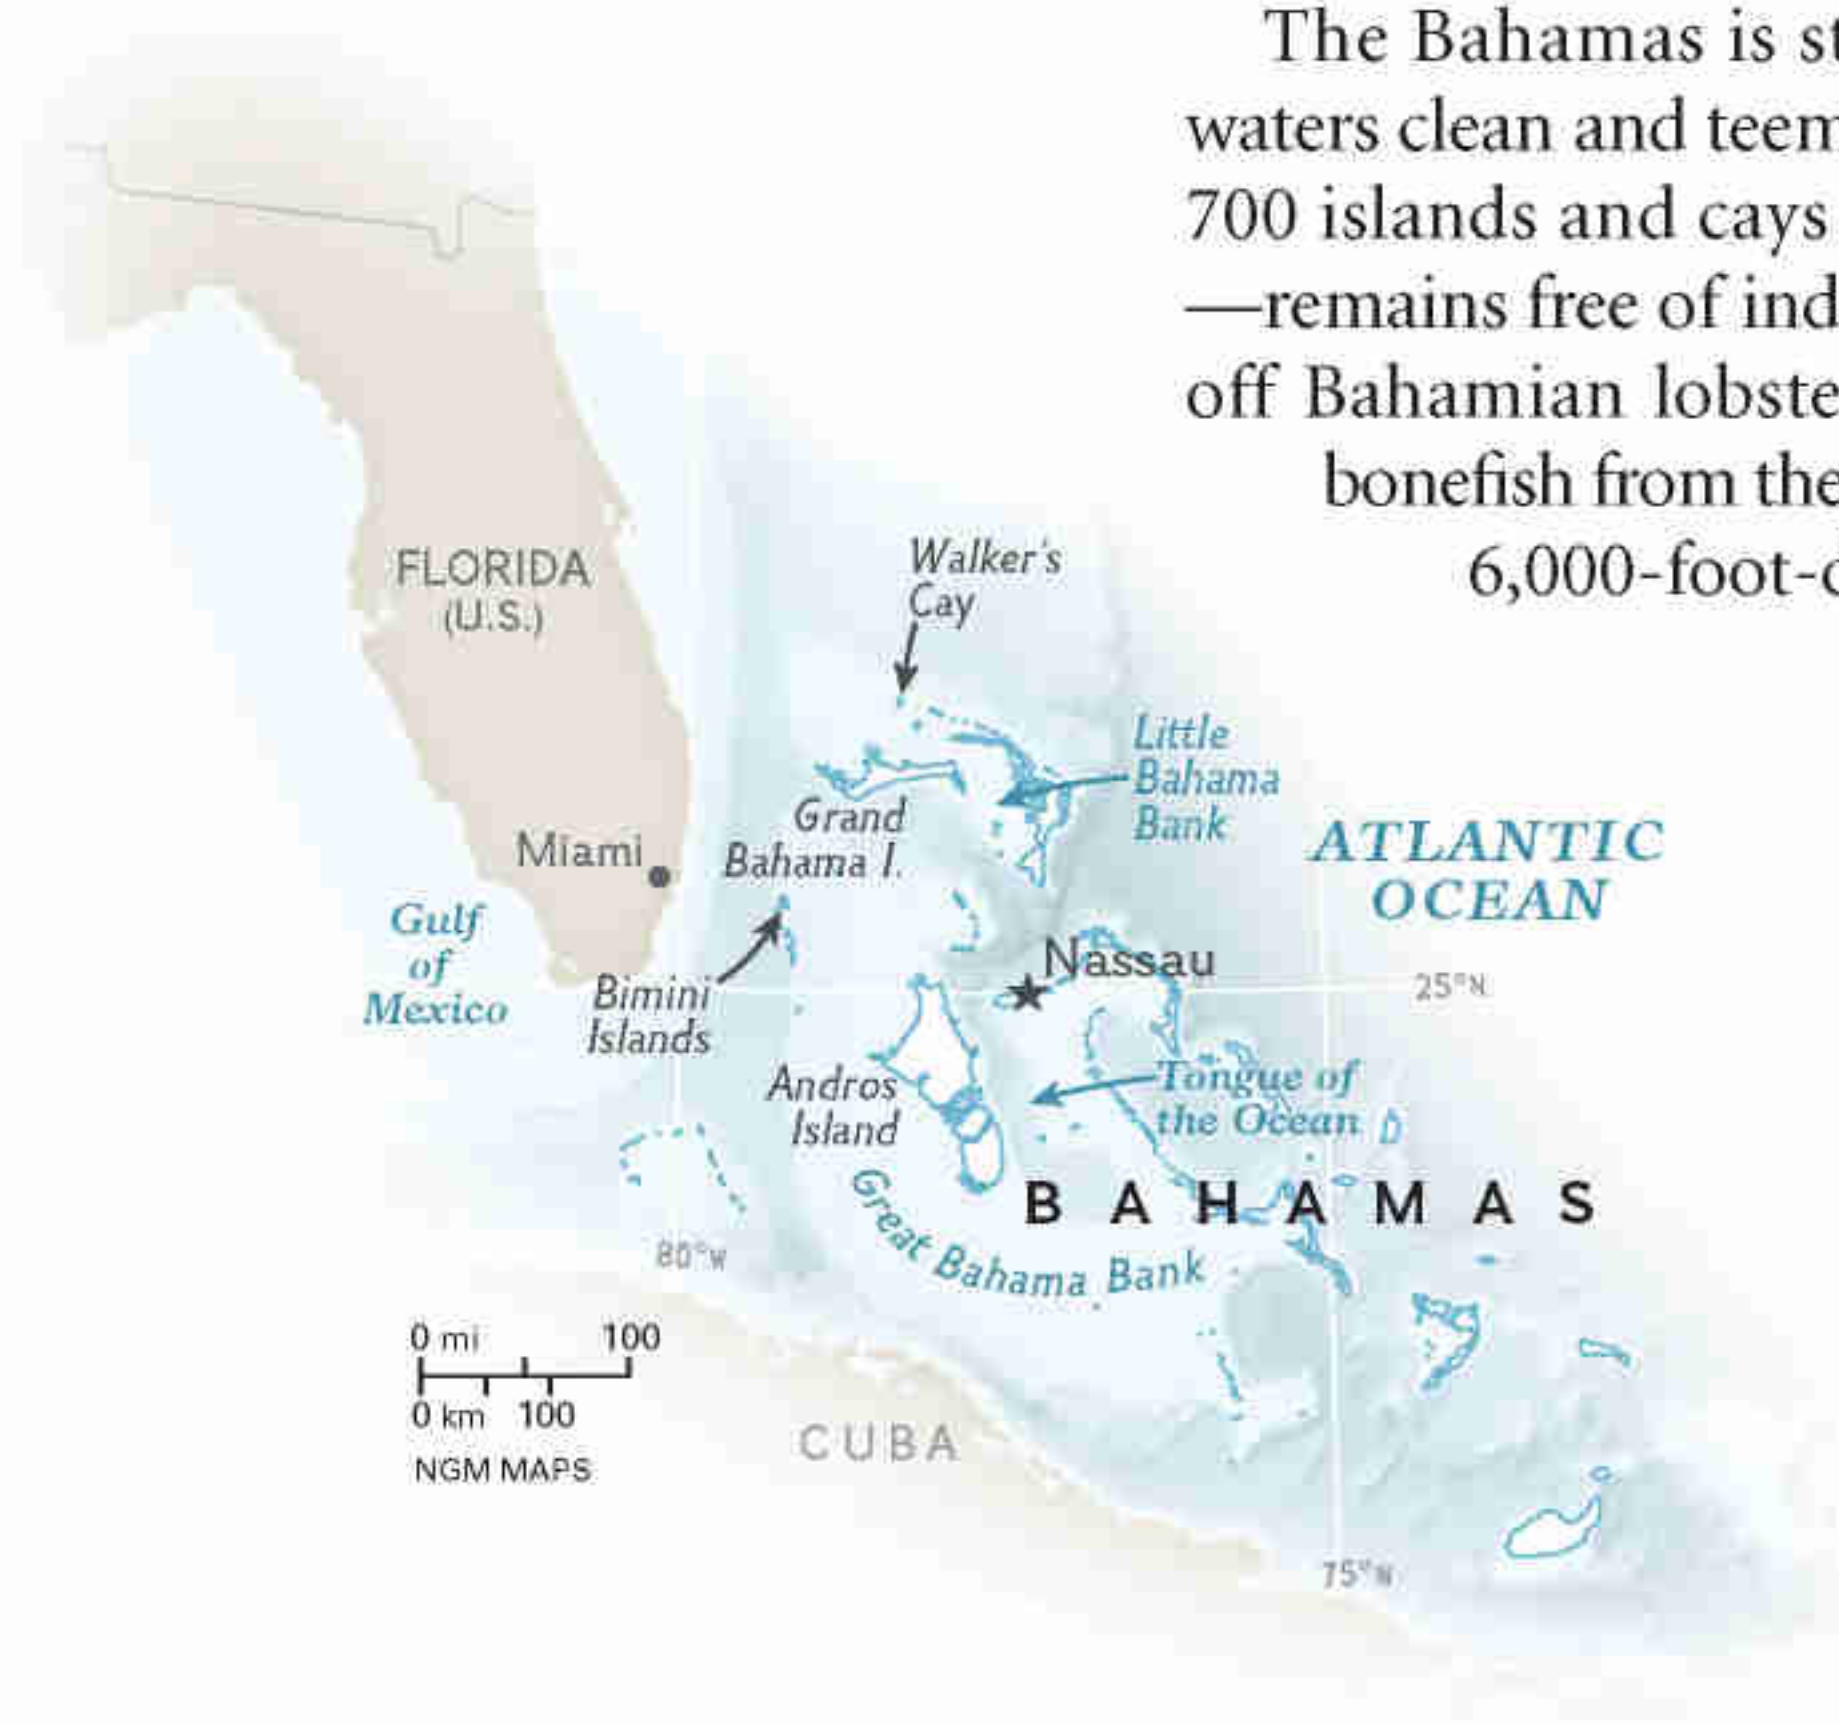 The Bahamas is st
waters clean and teem
700 islands and cays
—remains free of ind
off Bahamian lobste
bonefish from the
6,000-foot-d
FLORIDA
(U.S.)
Walker's
Cay
Little
Bahama
Bank
Grand
Bahama I.
Miami
ATLANTIC
OCEAN
Gulf
of
Mexico
Nassau
25°N
Bimini
Islands
Andros
Island
Tongue of
the Ocean
BAHAMAS
Great Bahama Bank
80°W
0 mi 100
0 km 100
NGM MAPS
CUBA
75°W